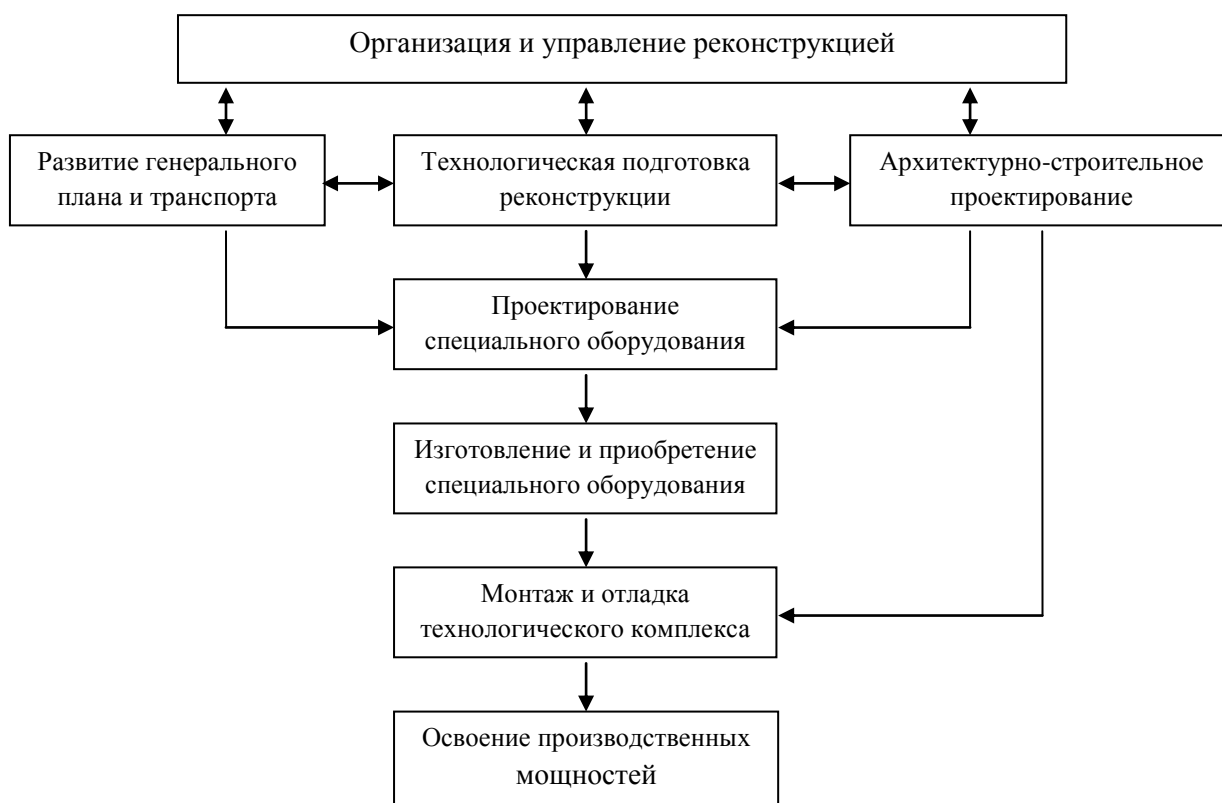 Организация и управление реконструкцией
Развитие генерального
плана и транспорта
Технологическая подготовка
реконструкции
Архитектурно-строительное
проектирование
Проектирование
специального оборудования
Изготовление и приобретение
специального оборудования
Монтаж и отладка
технологического комплекса
Освоение производственных
мощностей